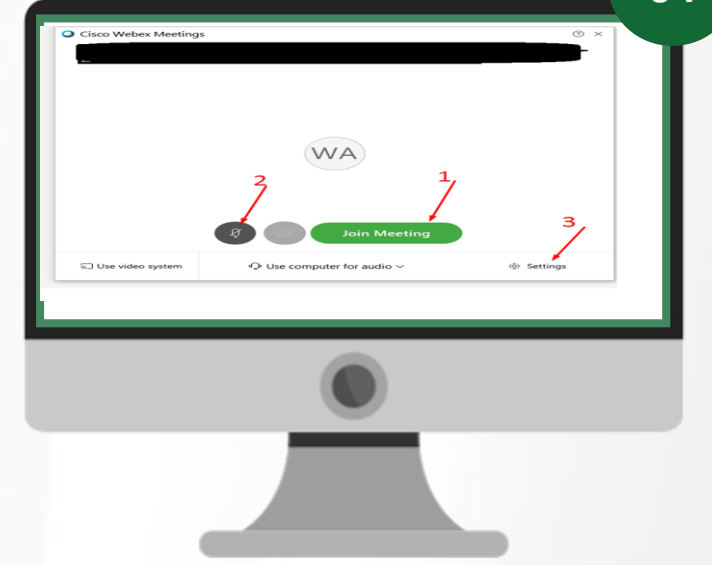 Cisco Webex Meetings
WA
2
1
Join Meeting
3
Use video system
Use computer for audio
Settings